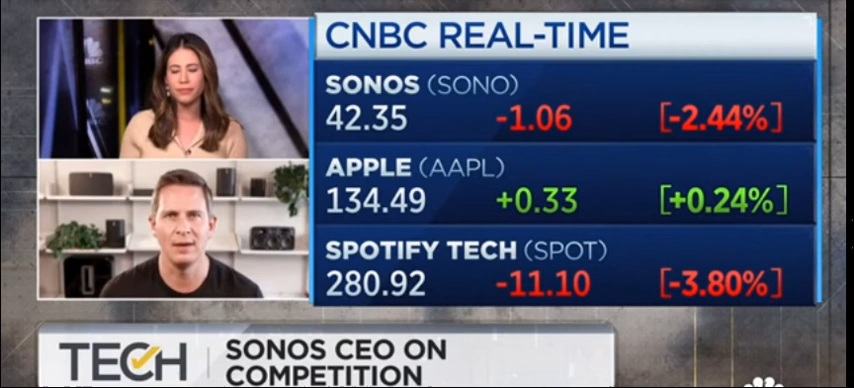 CNBC REAL-TIME
SONOS (SONO)
42.35 -1.06 [-2.44%]
APPLE (AAPL)
134.49 +0.33 [+0.24%]
SPOTIFY TECH (SPOT)
280.92 -11.10 [-3.80%]
TECH SONOS CEO ON
COMPETITION